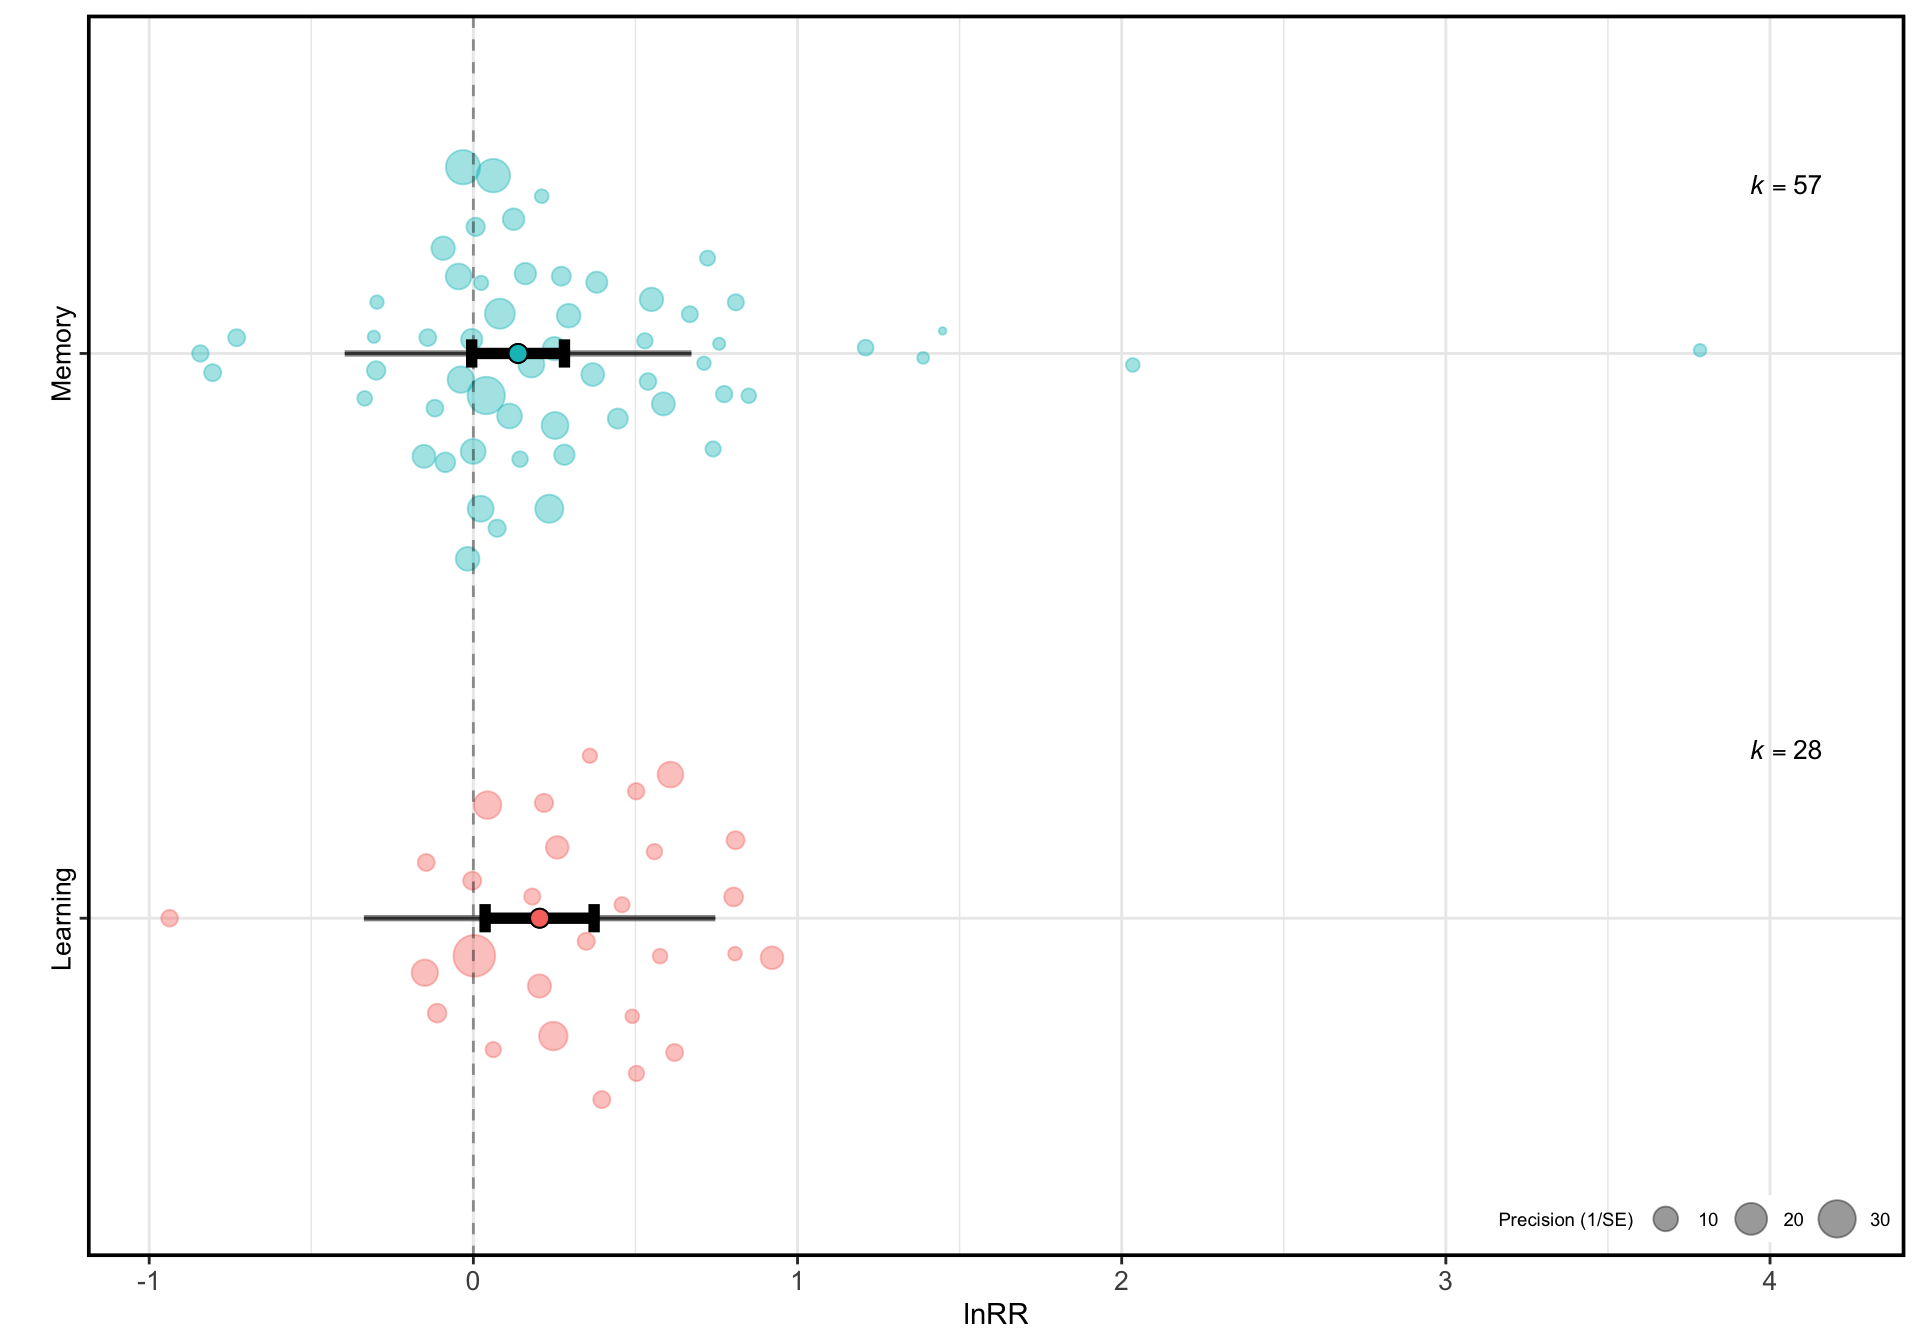 k = 57
Memory
k = 28
Learning
Precision (1/SE) 10 20 30
-1 0 1 2 3 4
lnRR